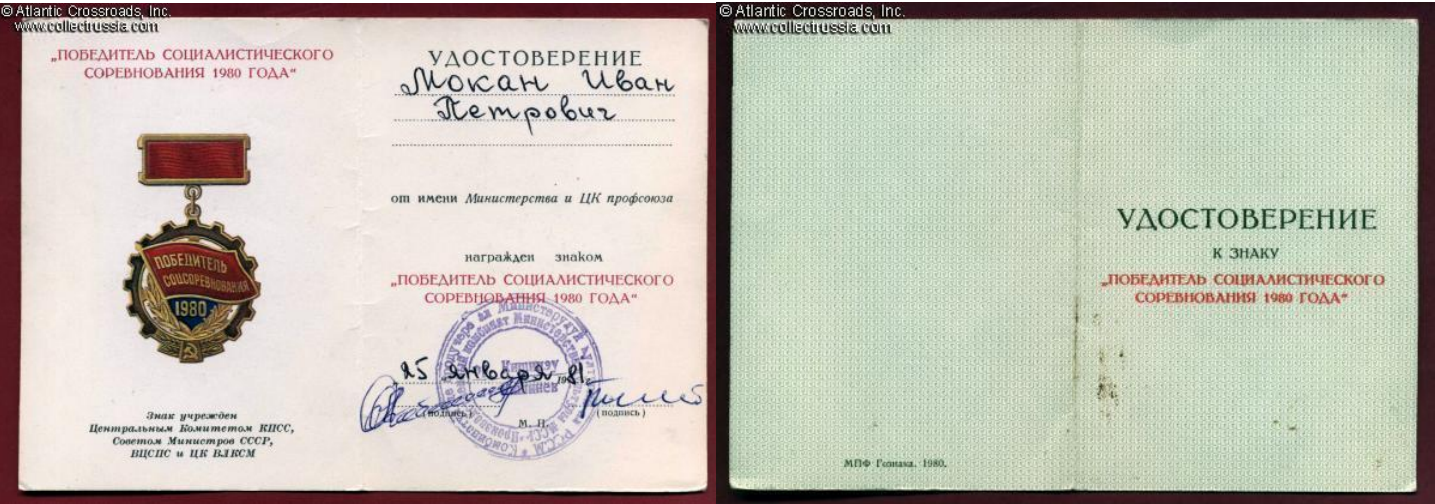 © Atlantic Crossroads, Inc.
www.collectrussia.com
„ПОБЕДИТЕЛЬ СОЦИАЛИСТИЧЕСКОГО
СОРЕВНОВАНИЯ 1980 ГОДА“
ПОБЕДИТЕЛЬ
СОЦСОРЕВНОВАНИЯ
1980
Знак учрежден
Центральным Комитетом КПСС,
Советом Министров СССР,
ВЦСПС и ЦК ВЛКСМ
УДОСТОВЕРЕНИЕ
Мокан Иван
Петрович
от имени Министерства и ЦК профсоюза
награжден знаком
„ПОБЕДИТЕЛЬ СОЦИАЛИСТИЧЕСКОГО
СОРЕВНОВАНИЯ 1980 ГОДА“
25 января 1981.
(подпись) М. П. (подпись)
© Atlantic Crossroads, Inc.
www.collectrussia.com
УДОСТОВЕРЕНИЕ
К ЗНАКУ
„ПОБЕДИТЕЛЬ СОЦИАЛИСТИЧЕСКОГО
СОРЕВНОВАНИЯ 1980 ГОДА“
МПФ Гознака. 1980.